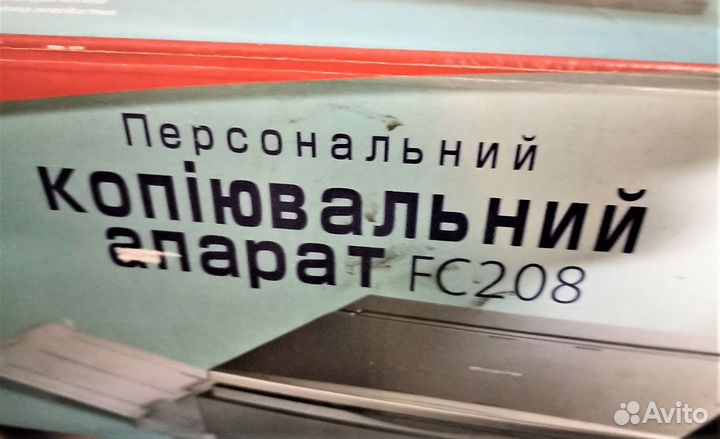 Персональний
копіювальний
апарат FC208
Avito